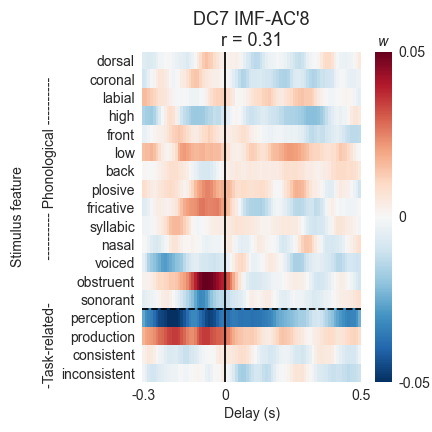 DC7 IMF-AC'8
r = 0.31
w
dorsal
coronal
labial
high
front
low
back
plosive
fricative
syllabic
nasal
voiced
obstruent
sonorant
perception
production
consistent
inconsistent
Stimulus feature
-Task-related- ---------- Phonological ----------
0.05
0
-0.05
-0.3 0 0.5
Delay (s)